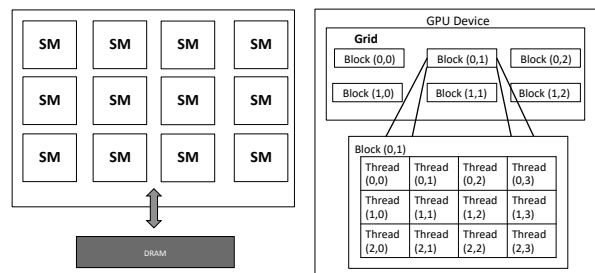 SM SM SM SM
SM SM SM SM
SM SM SM SM
DRAM
GPU Device
Grid
Block (0,0) Block (0,1) Block (0,2)
Block (1,0) Block (1,1) Block (1,2)
Block (0,1)
Thread Thread Thread Thread
(0,0) (0,1) (0,2) (0,3)
Thread Thread Thread Thread
(1,0) (1,1) (1,2) (1,3)
Thread Thread Thread Thread
(2,0) (2,1) (2,2) (2,3)